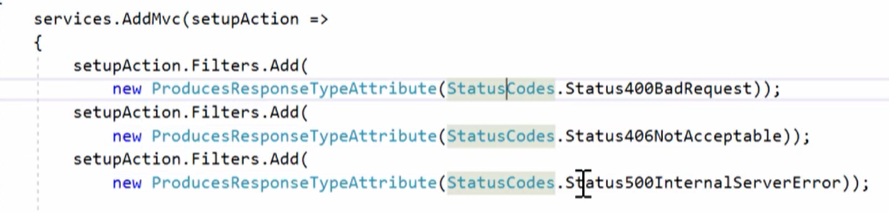 services.AddMvc(setupAction =>
{
setupAction.Filters.Add(
new ProducesResponseTypeAttribute(StatusCodes.Status400BadRequest));
setupAction.Filters.Add(
new ProducesResponseTypeAttribute(StatusCodes.Status406NotAcceptable));
setupAction.Filters.Add(
new ProducesResponseTypeAttribute(StatusCodes.Status500InternalServerError));